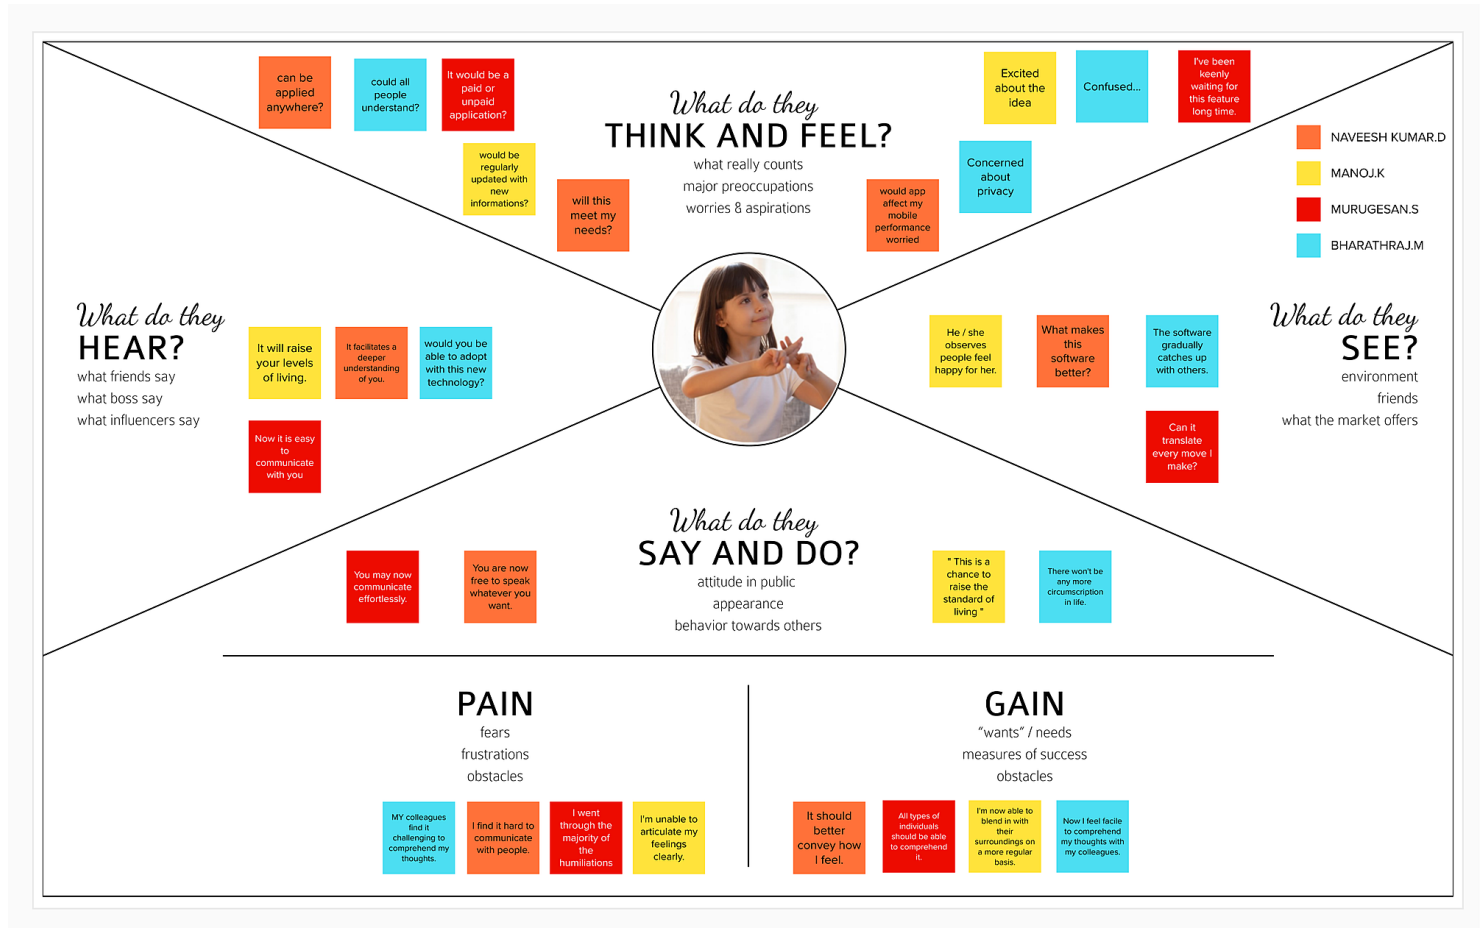 can be
applied
anywhere?
could all
people
understand?
It would be a
paid or
unpaid
application?
would be
regularly
updated with
new
informations?
will this
meet my
needs?
What do they
THINK AND FEEL?
what really counts
major preoccupations
worries & aspirations
Excited
about the
idea
Confused...
I've been
keenly
waiting for
this feature
long time.
Concerned
about
privacy
would app
affect my
mobile
performance
worried
NAVEESH KUMAR.D
MANOJ.K
MURUGESAN.S
BHARATHRAJ.M
What do they
HEAR?
what friends say
what boss say
what influencers say
It will raise
your levels
of living.
It facilitates a
deeper
understanding
of you.
would you be
able to adopt
with this new
technology?
Now it is easy
to
communicate
with you
He / she
observes
people feel
happy for her.
What makes
this
software
better?
The software
gradually
catches up
with others.
Can it
translate
every move I
make?
What do they
SEE?
environment
friends
what the market offers
What do they
SAY AND DO?
attitude in public
appearance
behavior towards others
You may now
communicate
effortlessly.
You are now
free to speak
whatever you
want.
" This is a
chance to
raise the
standard of
living "
There won't be
any more
circumscription
in life.
PAIN
fears
frustrations
obstacles
MY colleagues
find it
challenging to
comprehend my
thoughts.
I find it hard to
communicate
with people.
I went
through the
majority of
the
humiliations
I'm unable to
articulate my
feelings
clearly.
GAIN
"wants" / needs
measures of success
obstacles
It should
better
convey how
I feel.
All types of
individuals
should be able
to comprehend
it.
I'm now able to
blend in with
their
surroundings on
a more regular
basis.
Now I feel facile
to comprehend
my thoughts with
my colleagues.